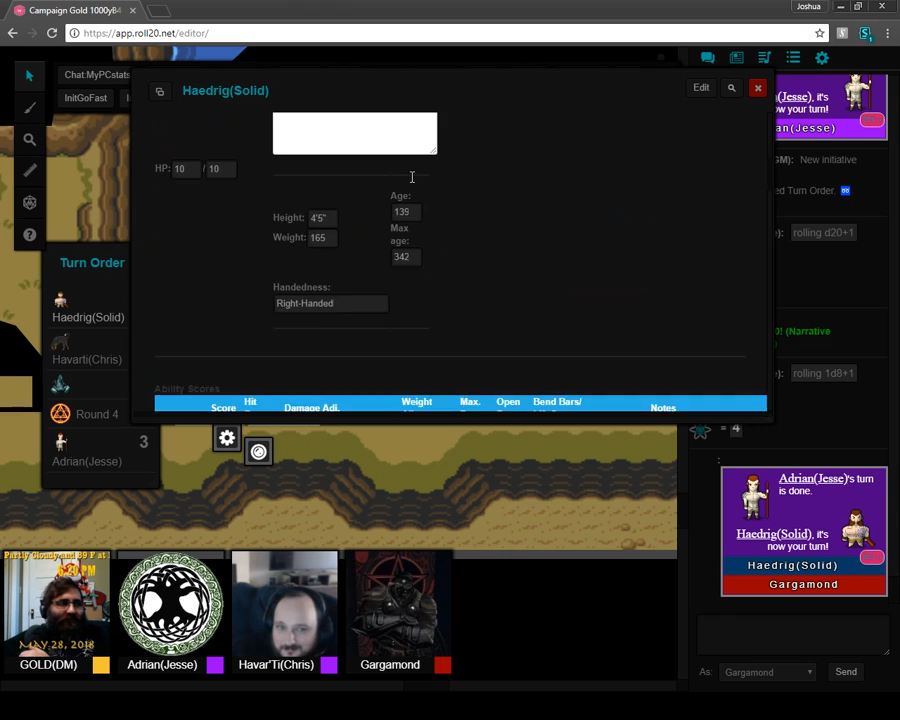 Campaign Gold 1000yB4
Joshua
https://app.roll20.net/editor/
Chat:MyPCstats
InitGoFast
Haedrig(Solid)
Edit
HP: 10 / 10
Height: 4'5"
Weight: 165
Age:
139
Max
age:
342
Handedness:
Right-Handed
Ability Scores
Score
Hit
Damage Adj.
Weight
Max.
Open
Bend Bars/
Notes
Turn Order
Haedrig(Solid)
Havarti(Chris)
Round 4
Adrian(Jesse)
3
(Jesse), it's
your turn!
an(Jesse)
GM): New initiative
ed Turn Order.
): rolling d20+1
0! (Narrative
): rolling 1d8+1
= 4
:
Adrian(Jesse)'s turn
is done.
Haedrig(Solid), it's
now your turn!
Haedrig(Solid)
Gargamond
Partly Cloudy and 89 F at
MAY 28, 2018
GOLD(DM)
Adrian(Jesse)
Havar'Ti(Chris)
Gargamond
As: Gargamond
Send